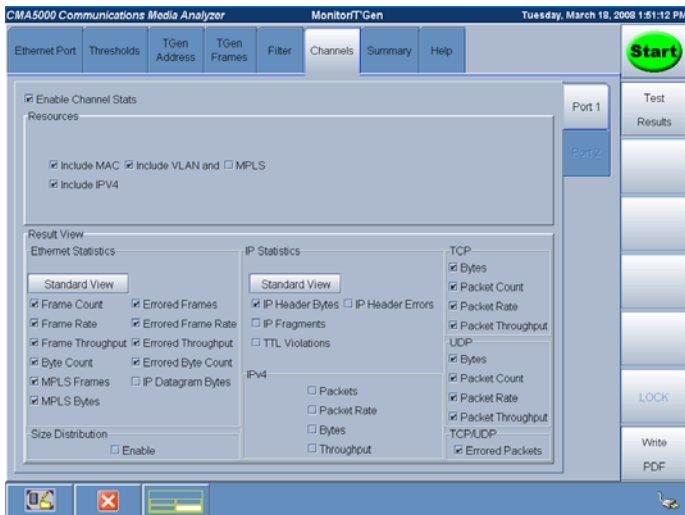 CMA5000 Communications Media Analyzer Monitor/T'Gen Tuesday, March 18, 2008 1:51:12 PM
Ethernet Port Thresholds TGen Address TGen Frames Filter Channels Summary Help
Start
Enable Channel Stats
Port 1
Test Results
Resources
Port 2
Include MAC Include VLAN and MPLS
Include IPV4
Result View
Ethernet Statistics IP Statistics TCP
Standard View Standard View Bytes
Frame Count Errored Frames IP Header Bytes IP Header Errors Packet Count
Frame Rate Errored Frame Rate IP Fragments Packet Rate
Frame Throughput Errored Throughput TTL Violations Packet Throughput
UDP
Byte Count Errored Byte Count Bytes
MPLS Frames IP Datagram Bytes IPv4 Packet Count
MPLS Bytes Packets Packet Rate
Packet Rate Packet Throughput
LOCK
Size Distribution Bytes TCP/UDP
Enable Throughput Errored Packets
Write PDF